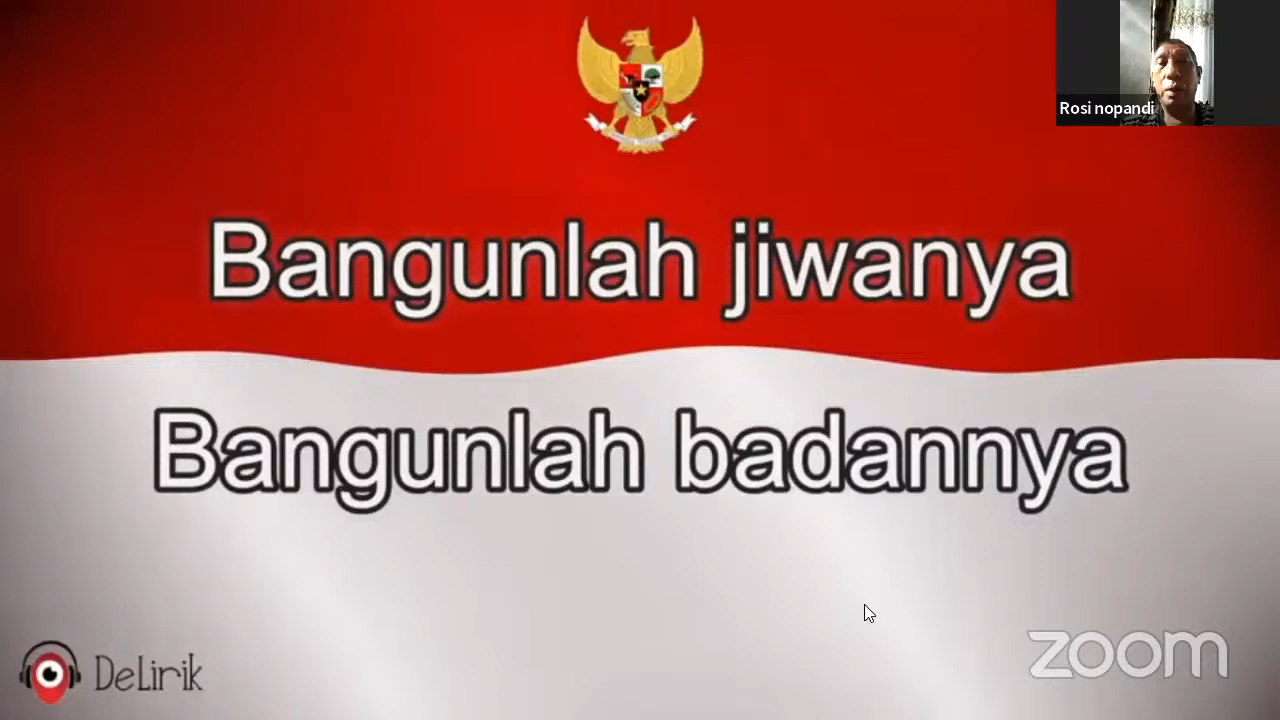 Rosi nopandi
Bangunlah jiwanya
Bangunlah badannya
DeLirik
zoom